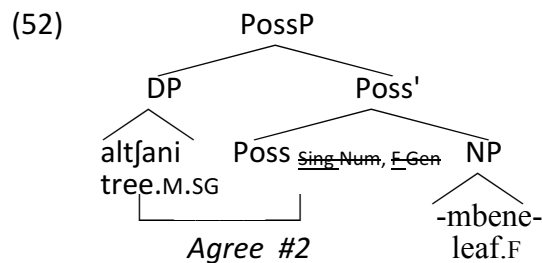 (52) PossP
DP Poss'
altʃani Poss Sing Num, F Gen NP
tree.M.SG -mbene-
Agree #2 leaf.F